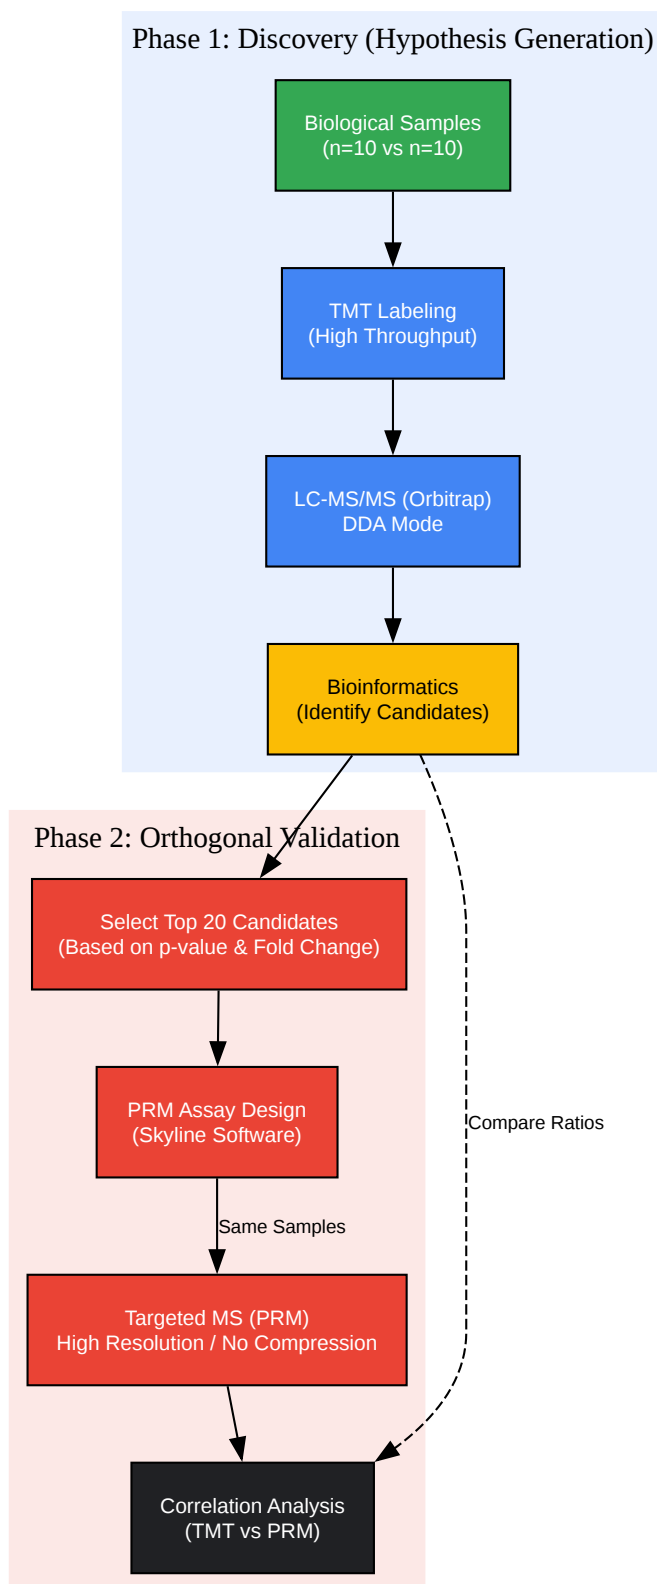 Phase 1: Discovery (Hypothesis Generation)
Biological Samples
(n=10 vs n=10)
TMT Labeling
(High Throughput)
LC-MS/MS (Orbitrap)
DDA Mode
Bioinformatics
(Identify Candidates)
Phase 2: Orthogonal Validation
Select Top 20 Candidates
(Based on p-value & Fold Change)
PRM Assay Design
(Skyline Software)
Compare Ratios
Same Samples
Targeted MS (PRM)
High Resolution / No Compression
Correlation Analysis
(TMT vs PRM)